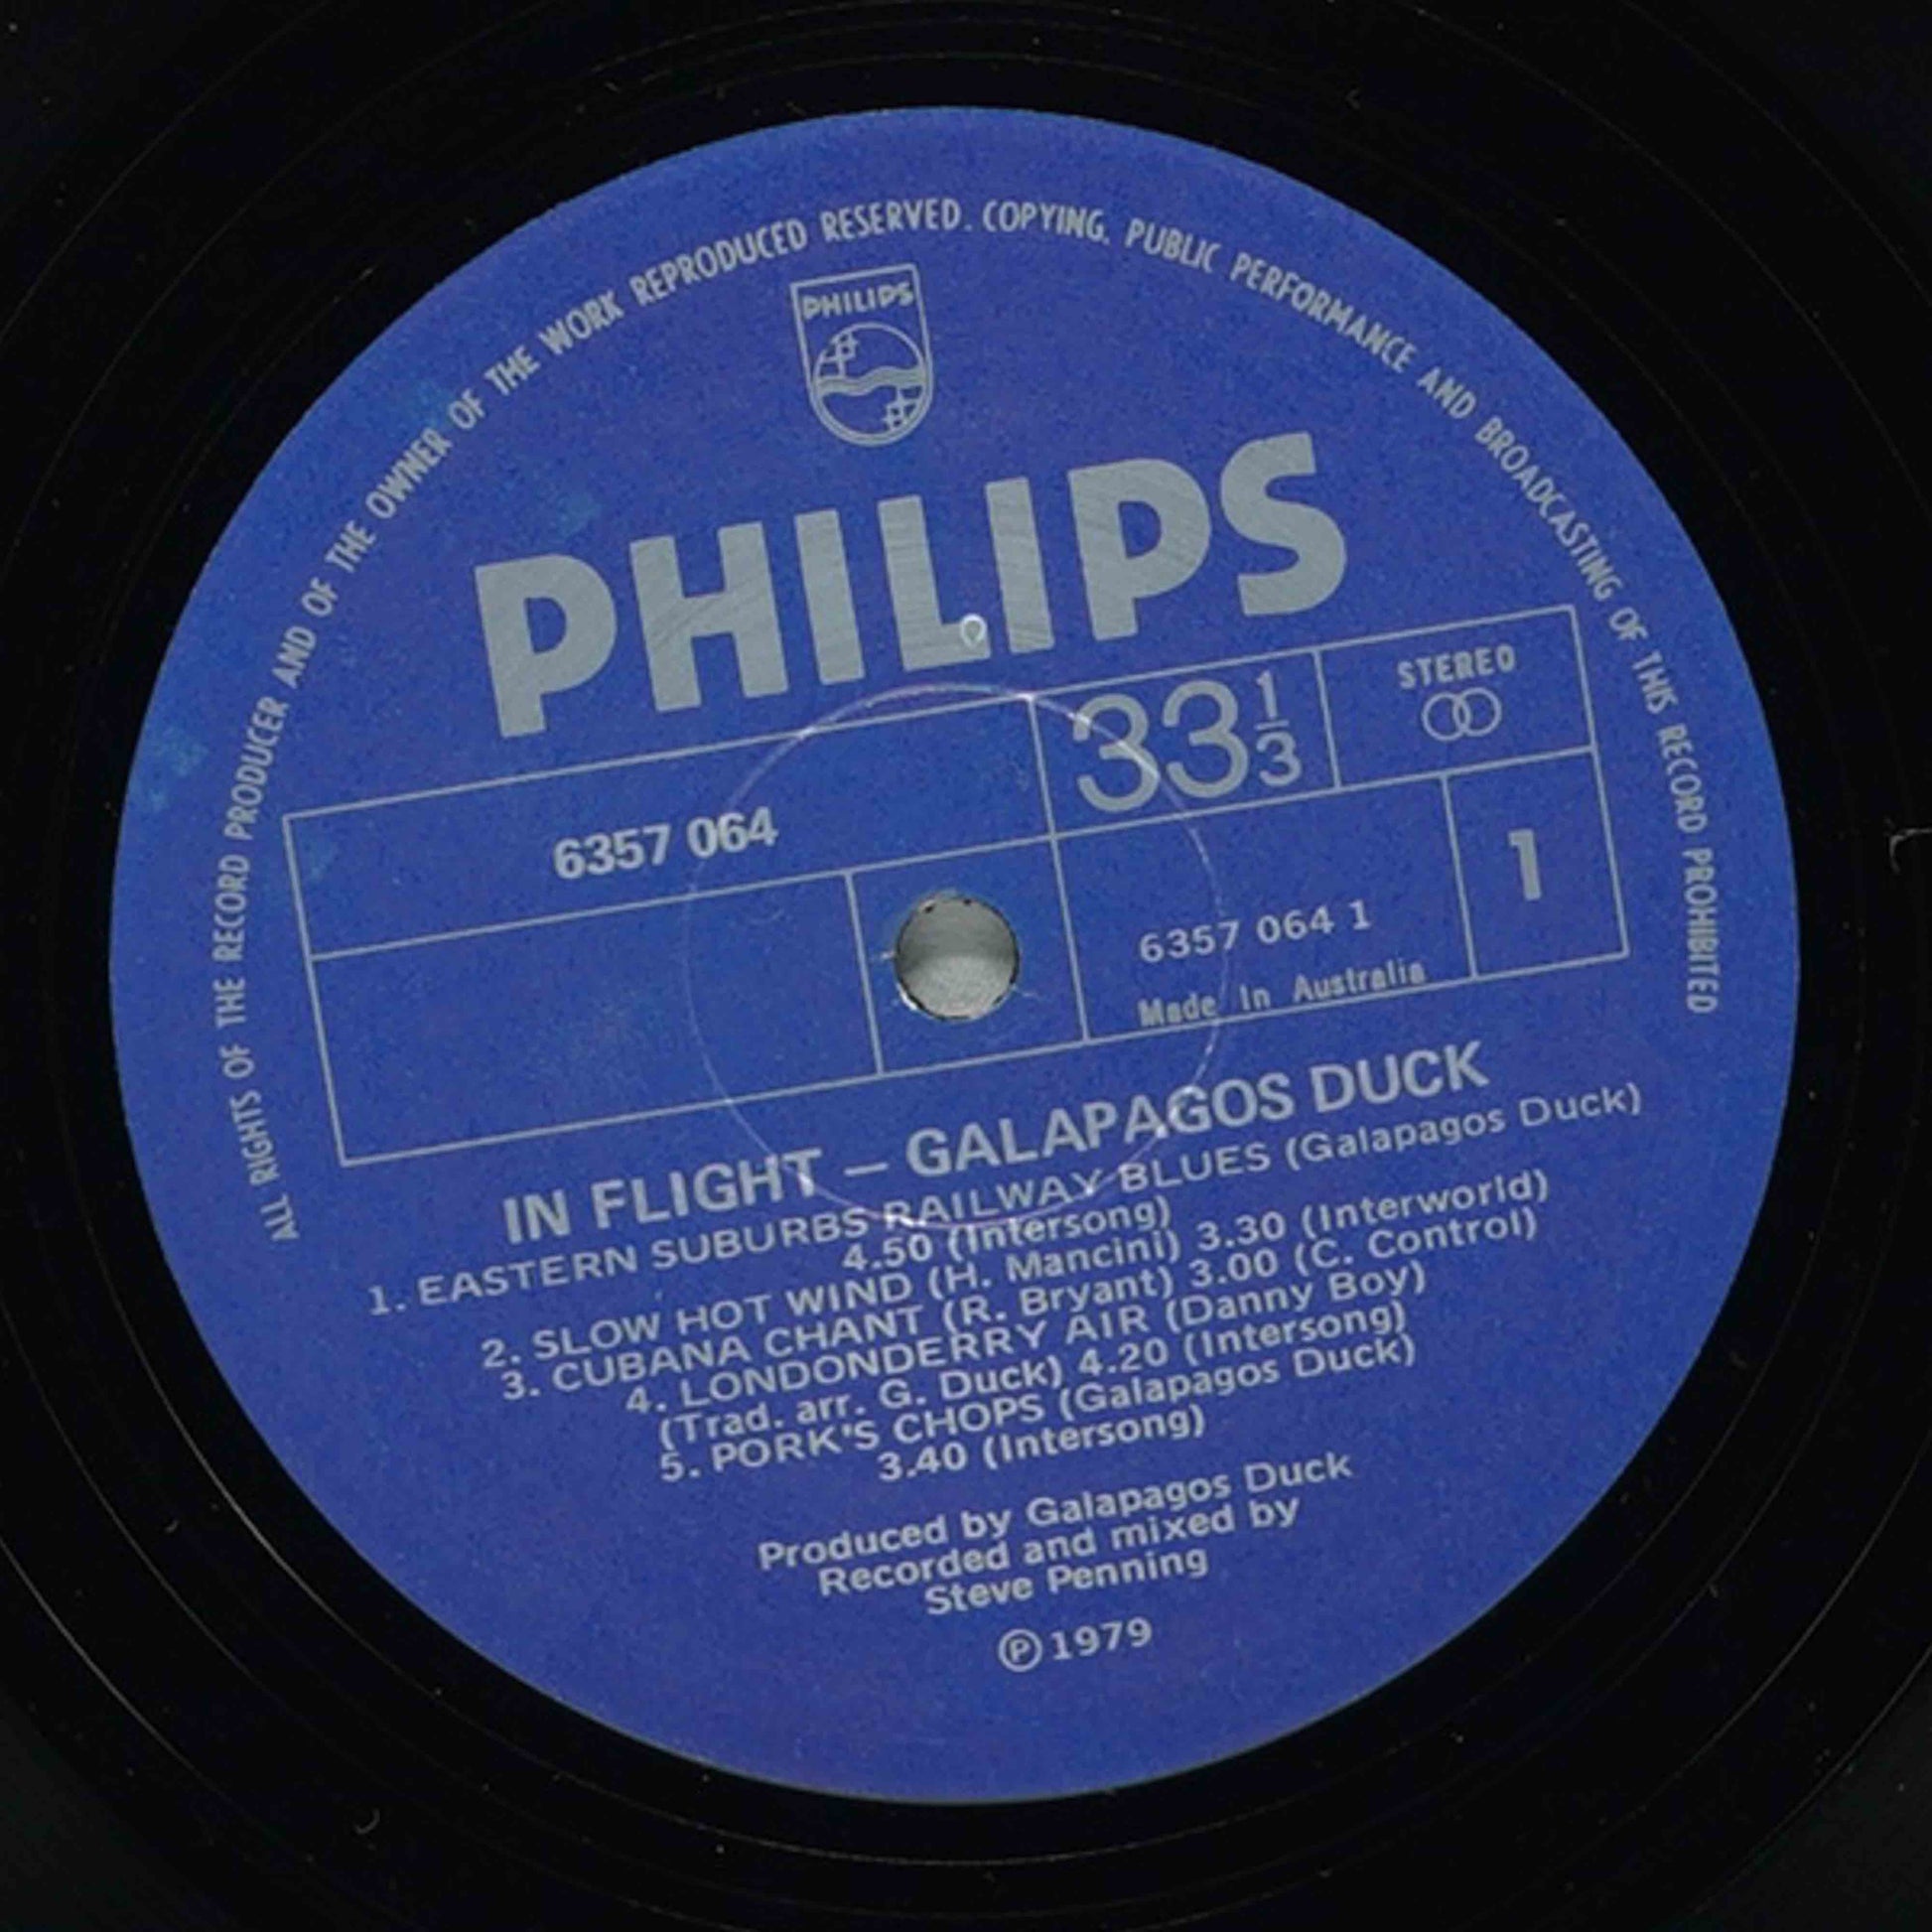 ALL RIGHTS OF THE RECORD PRODUCER AND OF THE OWNER OF THE WORK REPRODUCED RESERVED. COPYING, PUBLIC PERFORMANCE AND BROADCASTING OF THIS RECORD PROHIBITED
PHILIPS
PHILIPS
33 1/3
STEREO
6357 064
6357 064 1
1
Made In Australia
IN FLIGHT – GALAPAGOS DUCK
1. EASTERN SUBURBS RAILWAY BLUES (Galapagos Duck)
4.50 (Intersong)
2. SLOW HOT WIND (H. Mancini) 3.30 (Interworld)
3. CUBANA CHANT (R. Bryant) 3.00 (C. Control)
4. LONDONDERRY AIR (Danny Boy)
(Trad. arr. G. Duck) 4.20 (Intersong)
5. PORK'S CHOPS (Galapagos Duck)
3.40 (Intersong)
Produced by Galapagos Duck
Recorded and mixed by
Steve Penning
℗ 1979